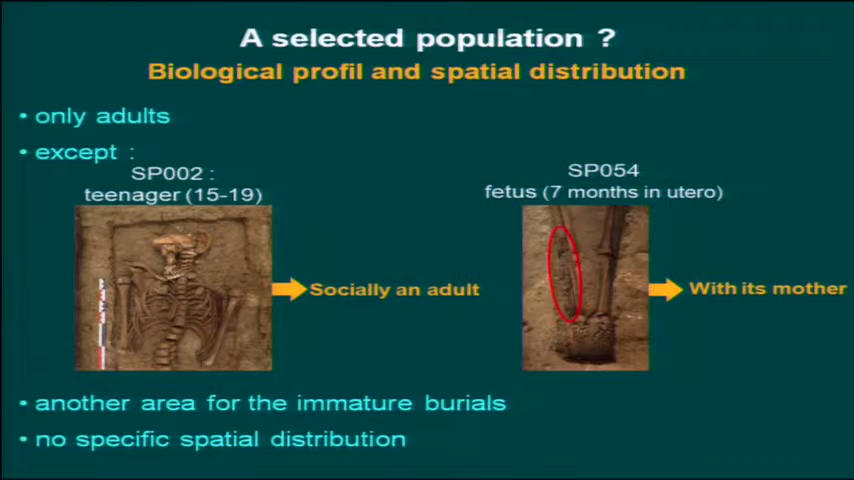 A selected population ?
Biological profil and spatial distribution
• only adults
• except :
SP002 :
teenager (15-19)
SP054
fetus (7 months in utero)
Socially an adult
With its mother
• another area for the immature burials
• no specific spatial distribution